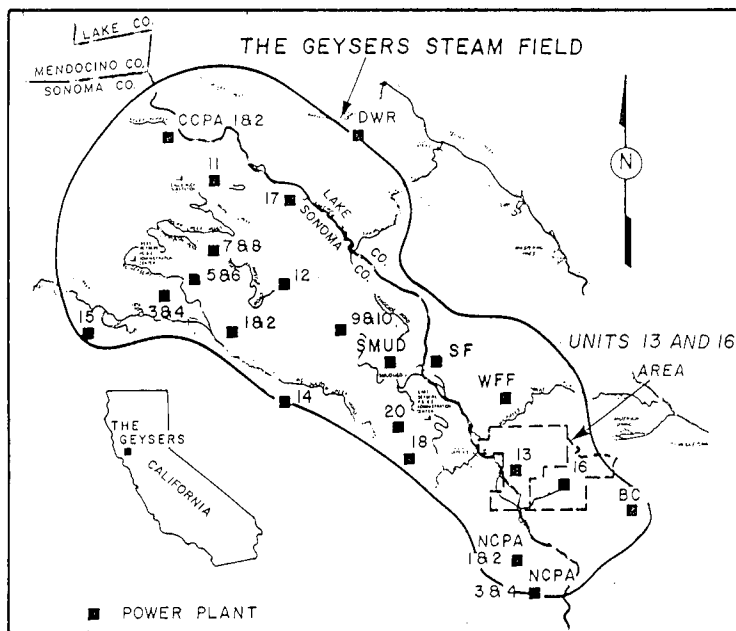 LAKE CO.
MENDOCINO CO.
SONOMA CO.
THE GEYSERS STEAM FIELD
CCPA 1&2
DWR
11
17
LAKE CO.
SONOMA CO.
N
7&8
5&6
12
3&4
15
1&2
9&10
SMUD
SF
UNITS 13 AND 16
AREA
WFF
14
20
18
13
16
BC
THE
GEYSERS
CALIFORNIA
NCPA
1&2
NCPA
3&4
POWER PLANT